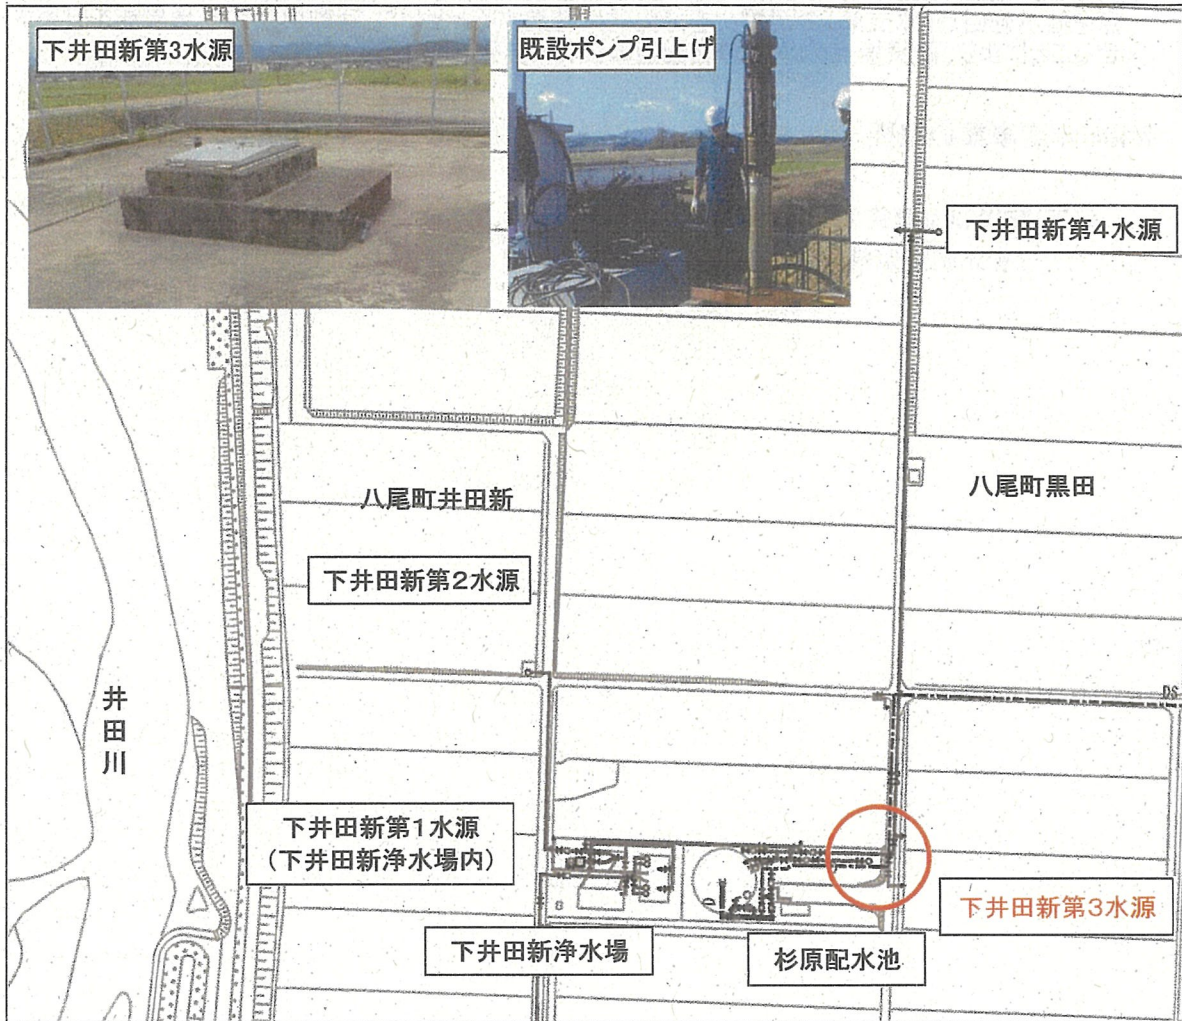 下井田新第3水源
既設ポンプ引上げ
下井田新第4水源
八尾町井田新
八尾町黒田
下井田新第2水源
井田川
DS
下井田新第1水源
（下井田新浄水場内）
下井田新第3水源
下井田新浄水場
杉原配水池